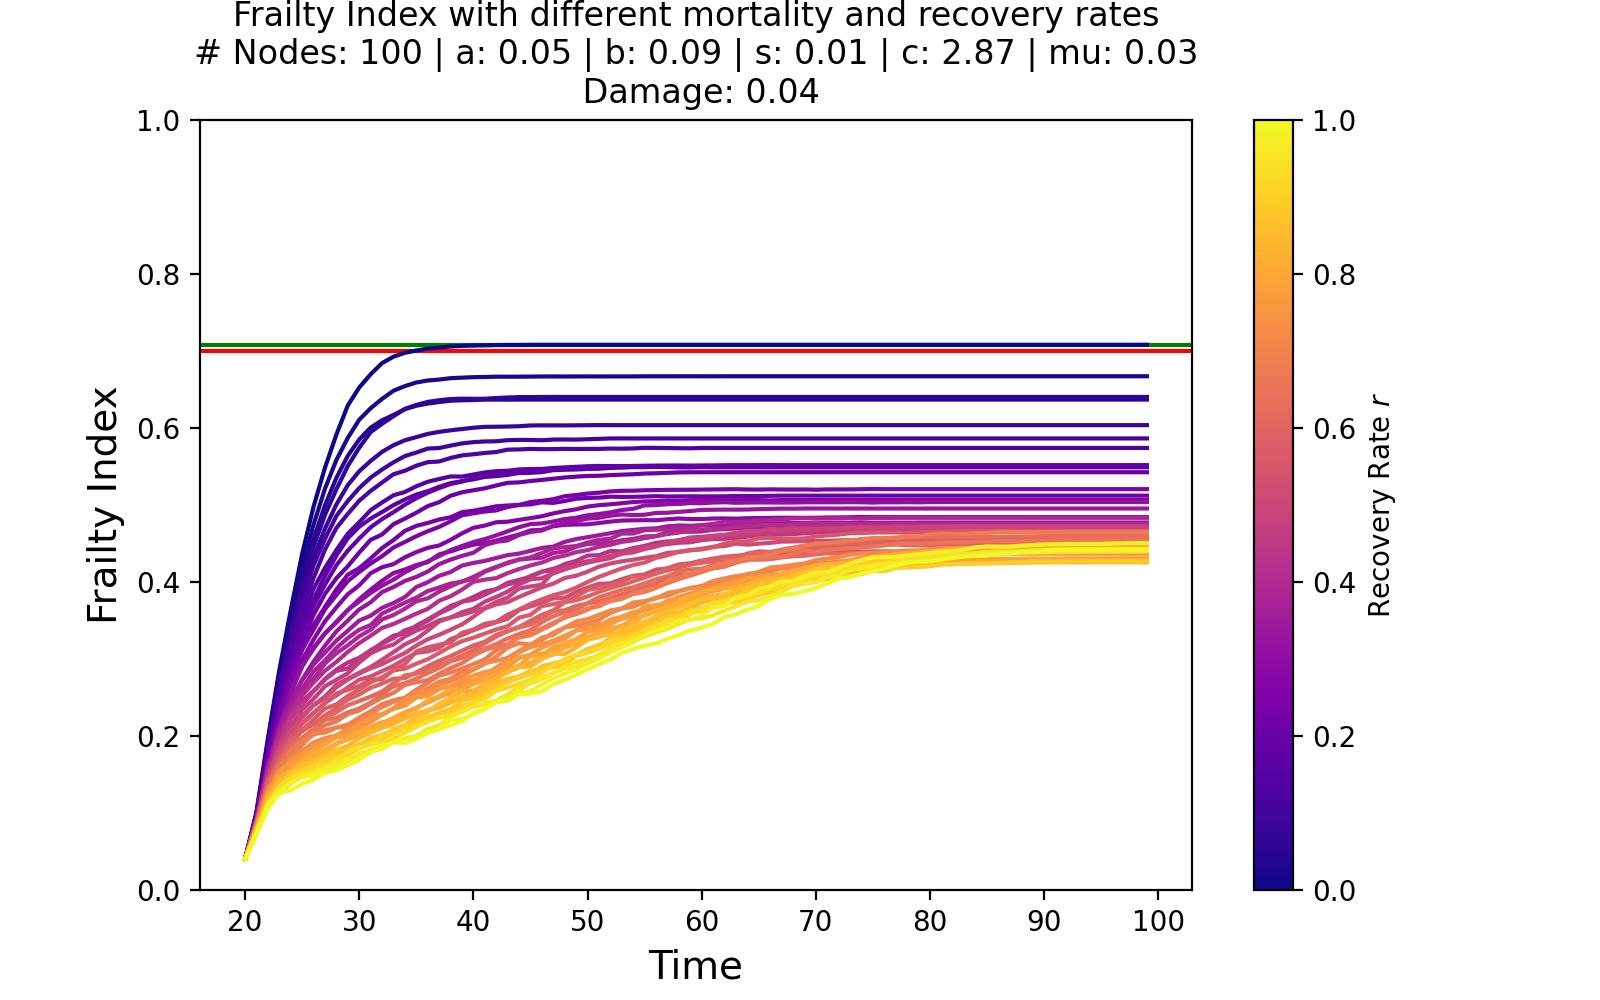 Frailty Index with different mortality and recovery rates
# Nodes: 100 | a: 0.05 | b: 0.09 | s: 0.01 | c: 2.87 | mu: 0.03
Damage: 0.04
1.0
0.8
0.6
0.4
0.2
0.0
Frailty Index
20 30 40 50 60 70 80 90 100
Time
1.0
0.8
0.6
0.4
0.2
0.0
Recovery Rate r